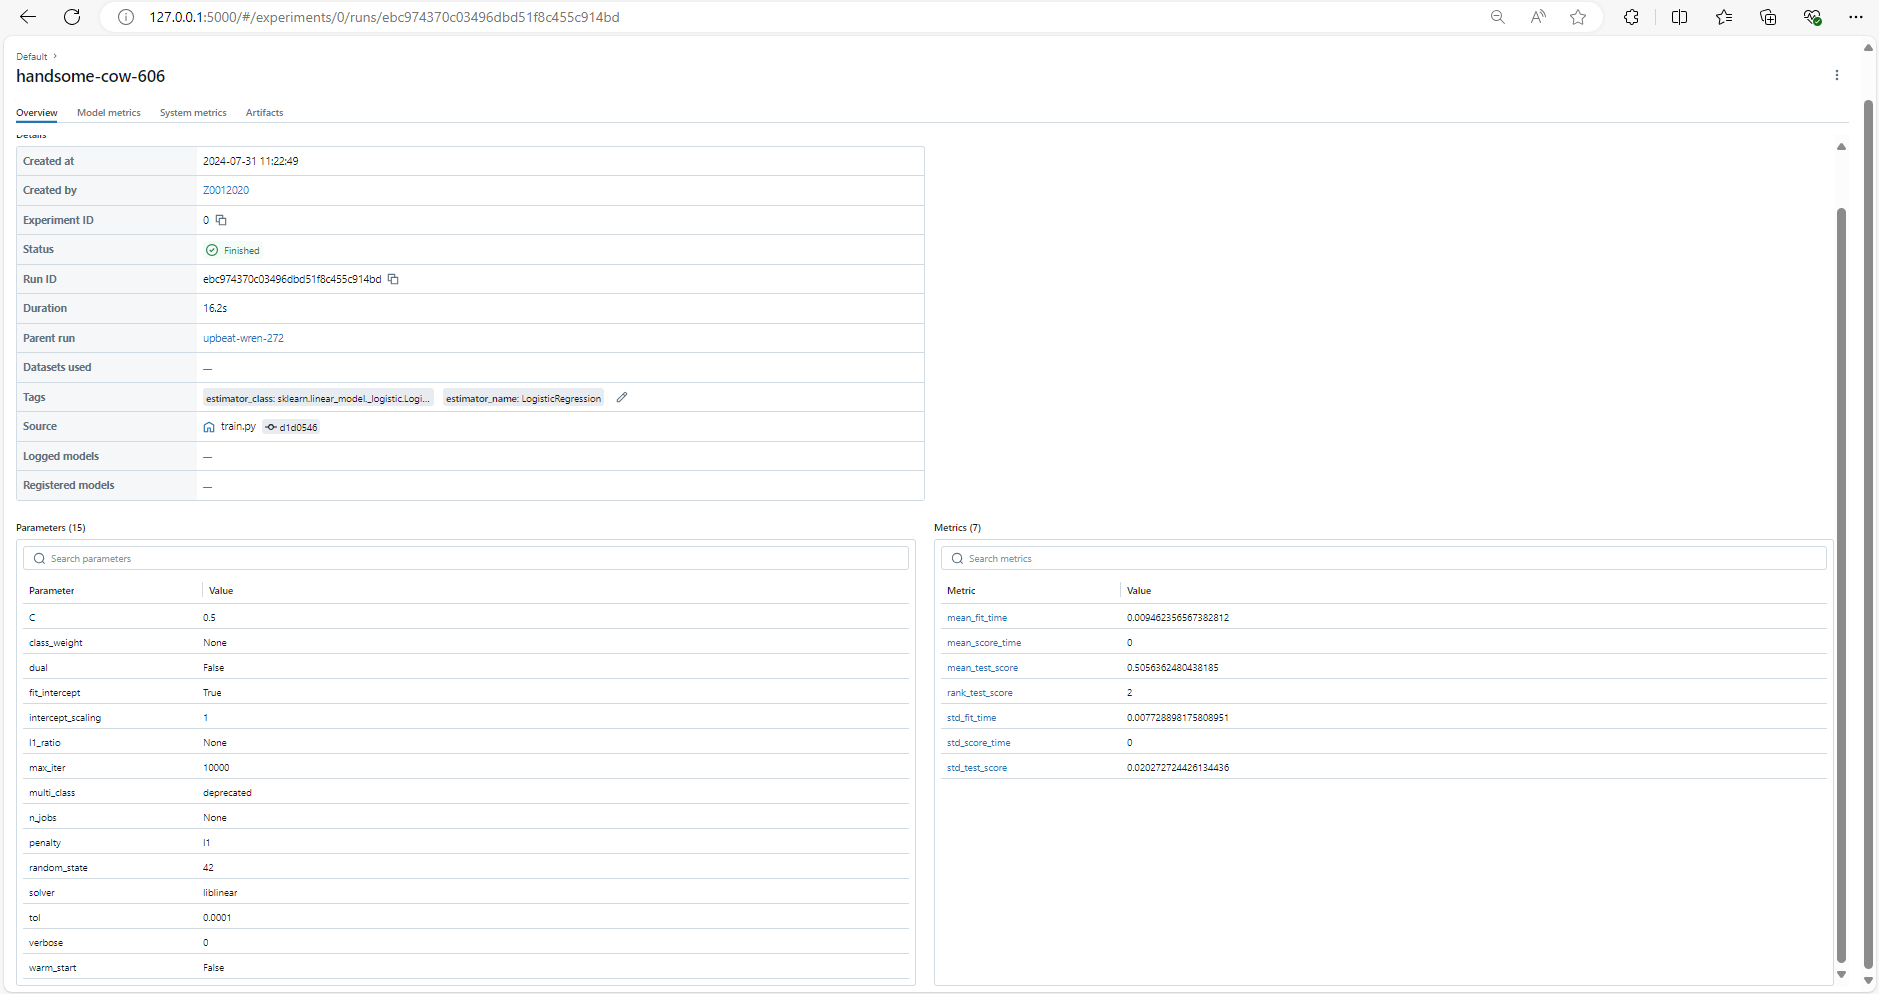 127.0.0.1:5000/#/experiments/0/runs/ebc974370c03496dbd51f8c455c914bd
Default
handsome-cow-606
Overview Model metrics System metrics Artifacts
Details
Created at 2024-07-31 11:22:49
Created by Z0012020
Experiment ID 0
Status Finished
Run ID ebc974370c03496dbd51f8c455c914bd
Duration 16.2s
Parent run upbeat-wren-272
Datasets used —
Tags estimator_class: sklearn.linear_model._logistic.Logi... estimator_name: LogisticRegression
Source train.py d1d0546
Logged models —
Registered models —
Parameters (15)
Search parameters
Parameter Value
C 0.5
class_weight None
dual False
fit_intercept True
intercept_scaling 1
l1_ratio None
max_iter 10000
multi_class deprecated
n_jobs None
penalty l1
random_state 42
solver liblinear
tol 0.0001
verbose 0
warm_start False
Metrics (7)
Search metrics
Metric Value
mean_fit_time 0.009462356567382812
mean_score_time 0
mean_test_score 0.5056362480438185
rank_test_score 2
std_fit_time 0.007728898175808951
std_score_time 0
std_test_score 0.020272724426134436